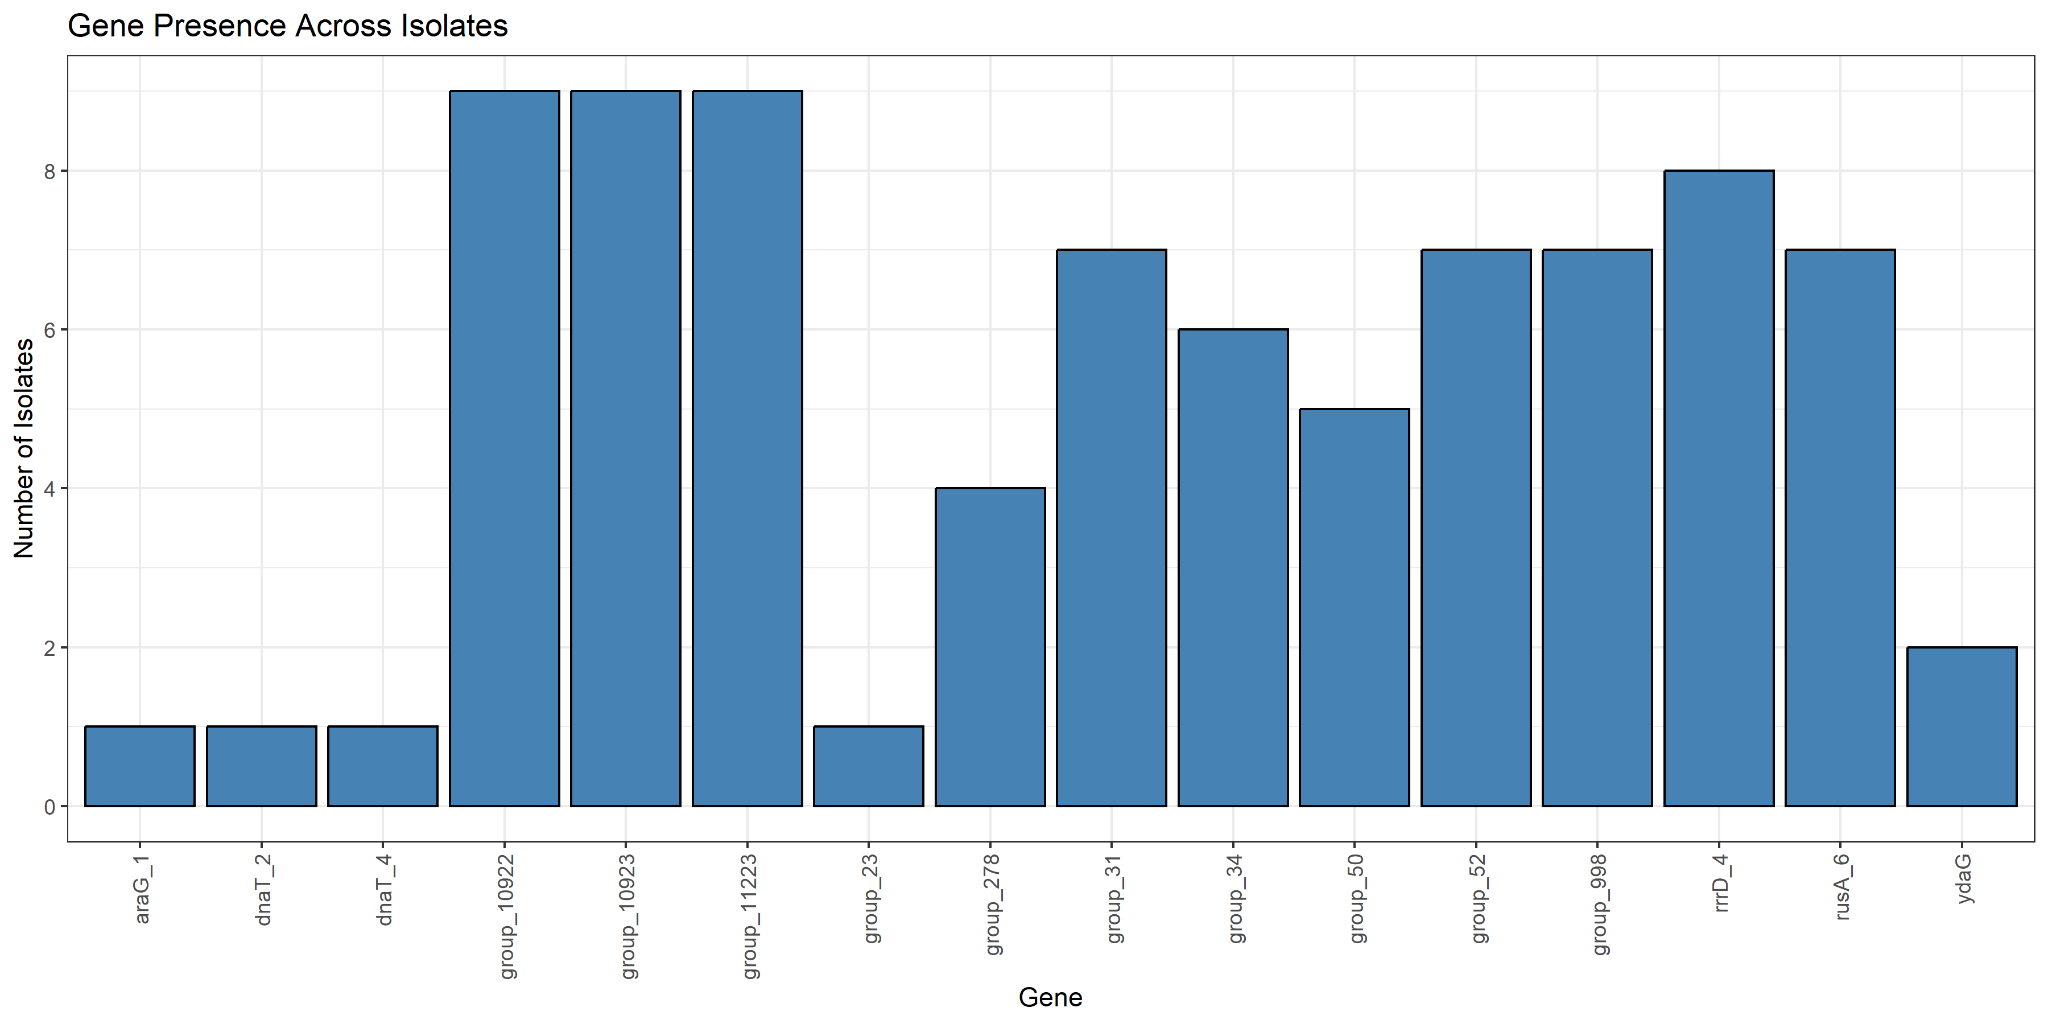 Gene Presence Across Isolates
Number of Isolates
8
6
4
2
0
araG_1
dnaT_2
dnaT_4
group_10922
group_10923
group_11223
group_23
group_278
group_31
group_34
group_50
group_52
group_998
rrrD_4
rusA_6
ydaG
Gene